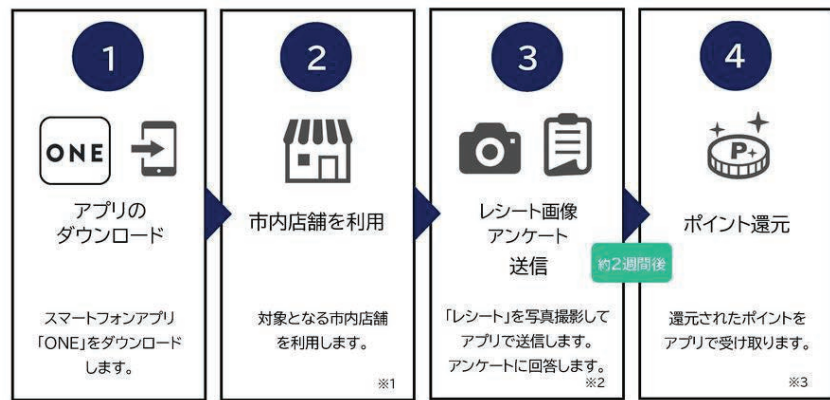 1
ONE
アプリの
ダウンロード
スマートフォンアプリ
「ONE」をダウンロード
します。
2
市内店舗を利用
対象となる市内店舗
を利用します。
※1
3
レシート画像
アンケート
送信
「レシート」を写真撮影して
アプリで送信します。
アンケートに回答します。
※2
約2週間後
4
P+
ポイント還元
還元されたポイントを
アプリで受け取ります。
※3